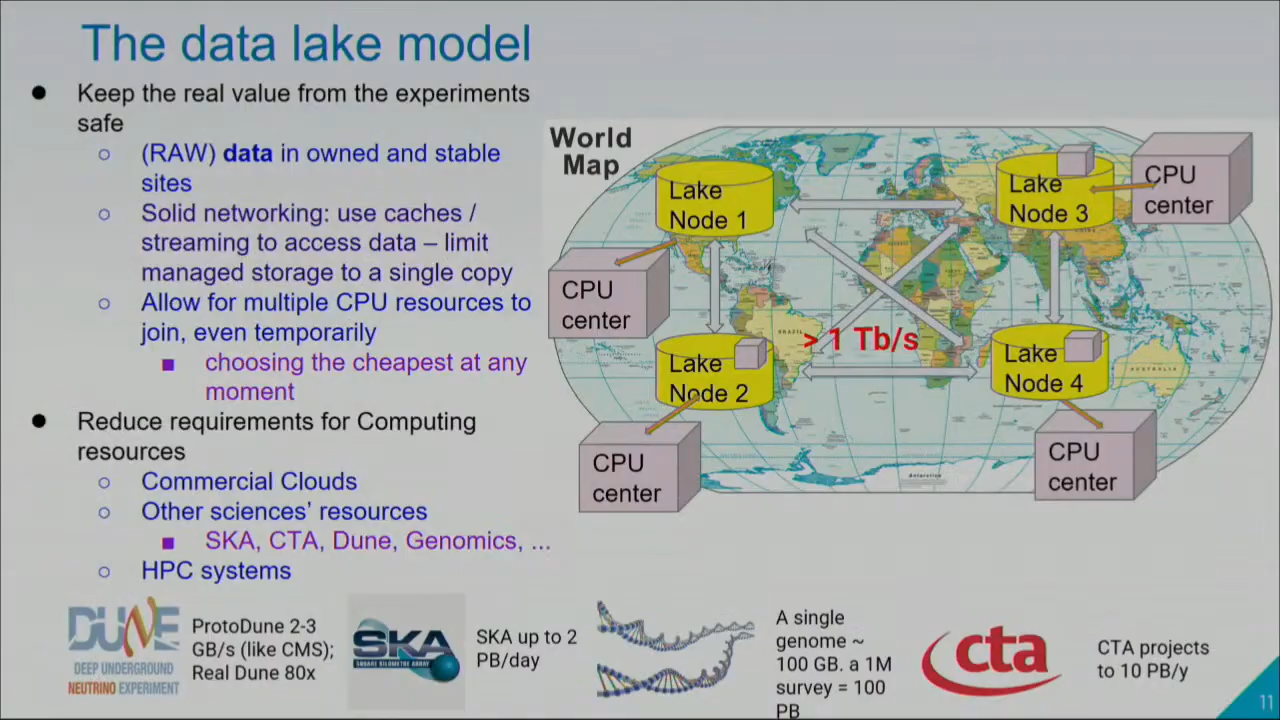 The data lake model
● Keep the real value from the experiments
safe
○ (RAW) data in owned and stable
sites
○ Solid networking: use caches /
streaming to access data – limit
managed storage to a single copy
○ Allow for multiple CPU resources to
join, even temporarily
■ choosing the cheapest at any
moment
● Reduce requirements for Computing
resources
○ Commercial Clouds
○ Other sciences' resources
■ SKA, CTA, Dune, Genomics, ...
○ HPC systems
World
Map
Lake
Node 1
Lake
Node 3
CPU
center
CPU
center
BRAZIL
> 1 Tb/s
Lake
Node 2
Lake
Node 4
AUSTRALIA
CPU
center
CPU
center
Antarctica
DUNE
DEEP UNDERGROUND
NEUTRINO EXPERIMENT
ProtoDune 2-3
GB/s (like CMS);
Real Dune 80x
SKA
SQUARE KILOMETRE ARRAY
SKA up to 2
PB/day
A single
genome ~
100 GB. a 1M
survey = 100
PB
cta
CTA projects
to 10 PB/y
11